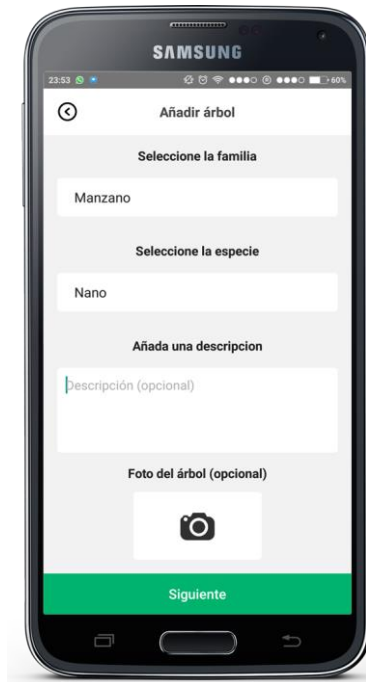 SAMSUNG
23:53 60%
Añadir árbol
Seleccione la familia
Manzano
Seleccione la especie
Nano
Añada una descripcion
Descripción (opcional)
Foto del árbol (opcional)
Siguiente